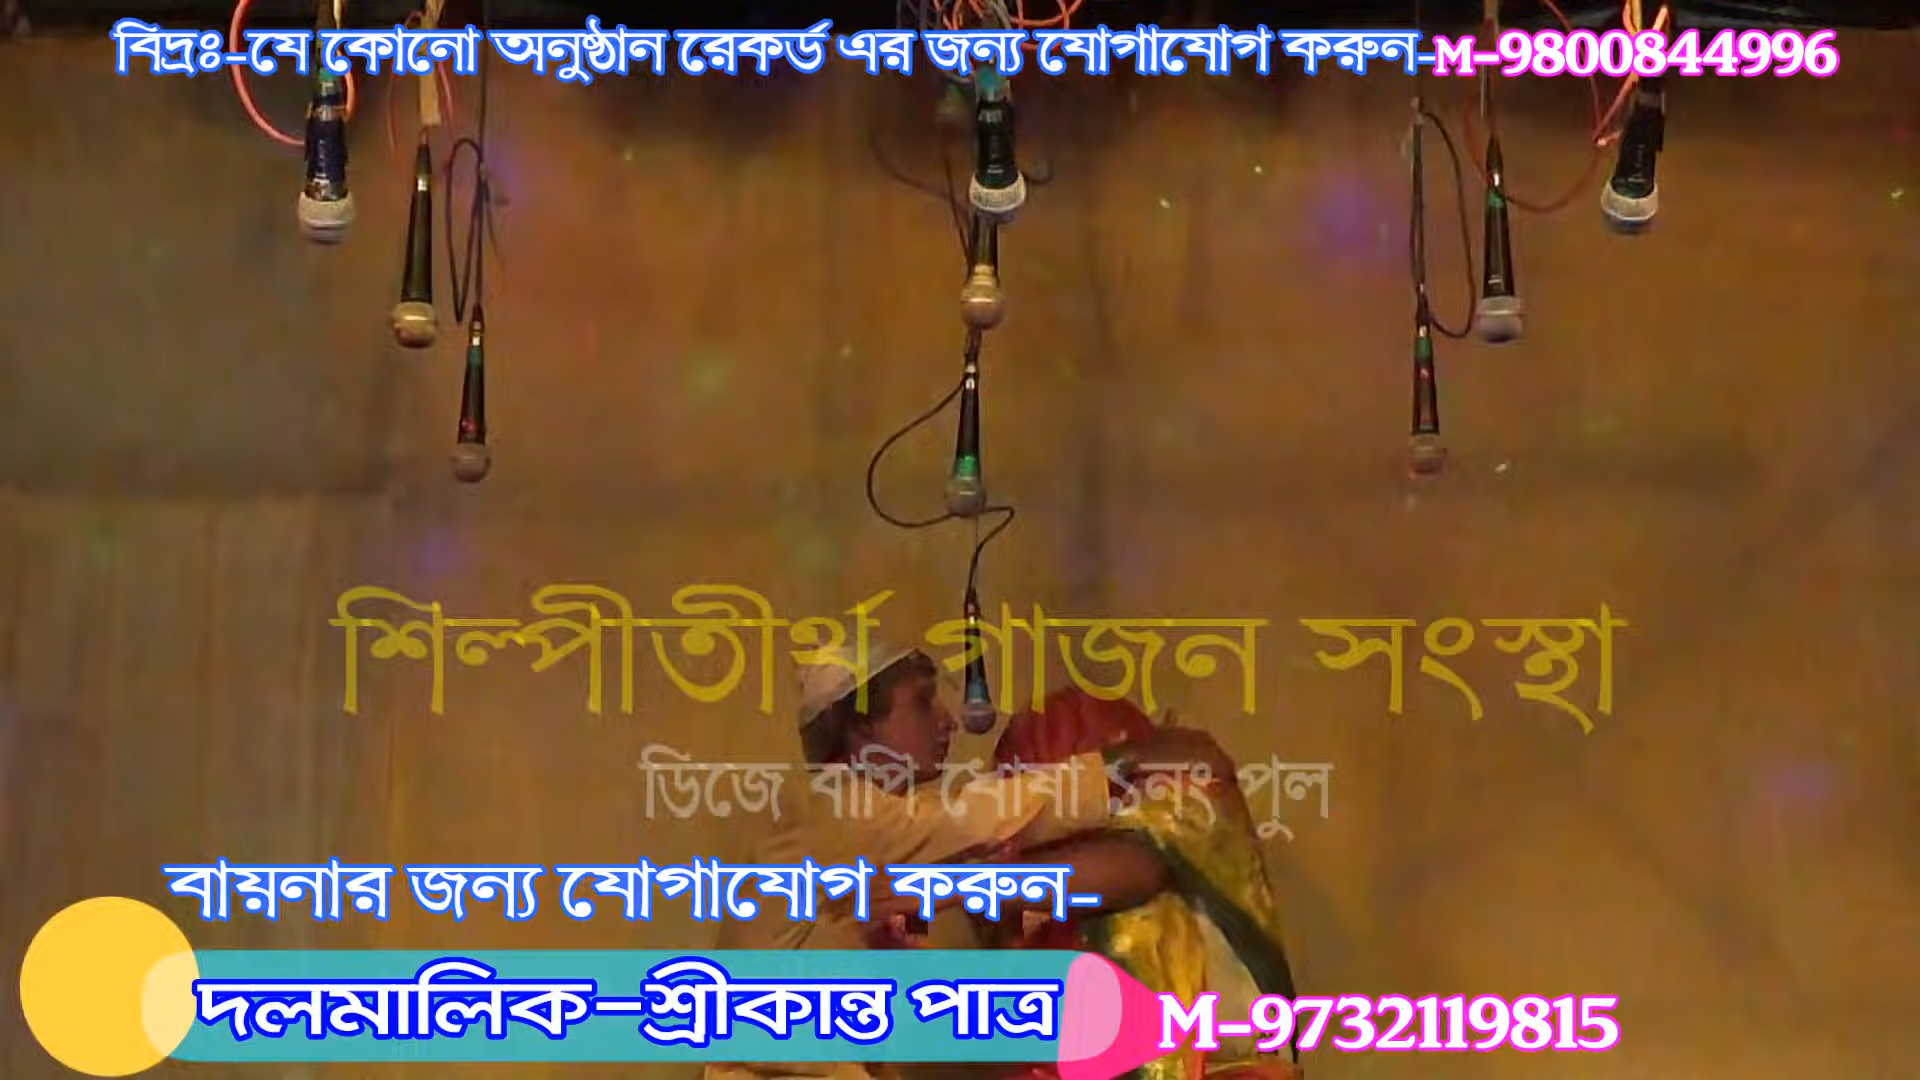 বিদ্রঃ-যে কোনো অনুষ্ঠান রেকর্ড এর জন্য যোগাযোগ করুন-M-9800844996
শিল্পীতীর্থ গাজন সংস্থা
ডিজে বাপি ধোষা ১নং পুল
বায়নার জন্য যোগাযোগ করুন-
দলমালিক-শ্রীকান্ত পাত্র M-9732119815